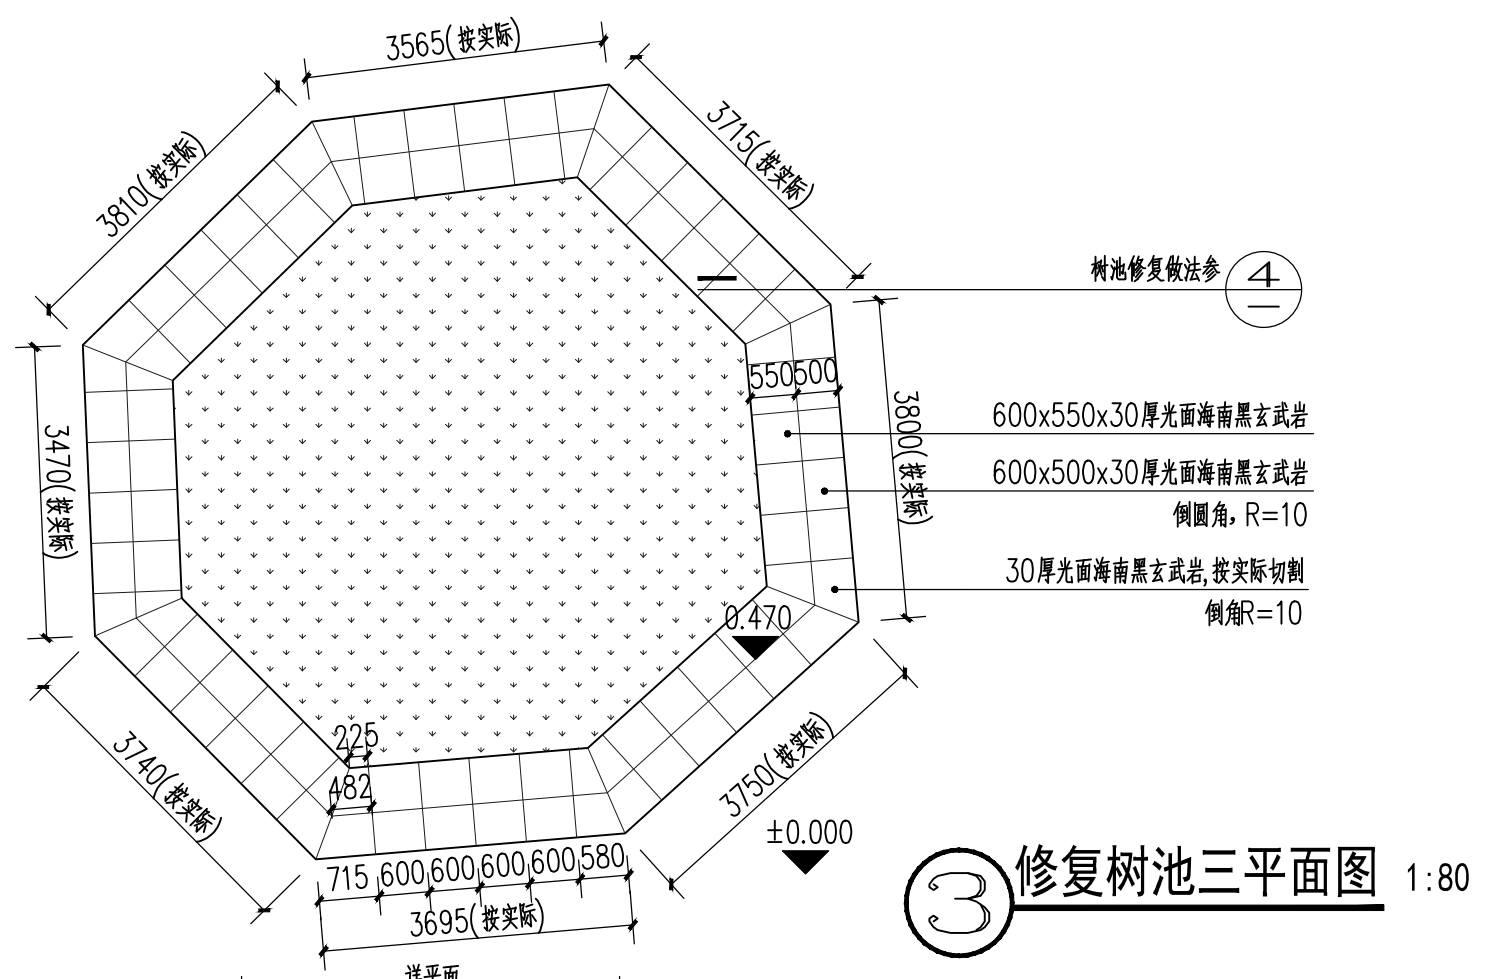 3565(按实际)
3715(按实际)
3810(按实际)
树池修复做法参
4
550
500
3800(按实际)
600x550x30厚光面海南黑玄武岩
3470(按实际)
600x500x30厚光面海南黑玄武岩
倒圆角，R=10
30厚光面海南黑玄武岩,按实际切割
倒角R=10
0.470
225
482
3740(按实际)
3750(按实际)
±0.000
715 600 600 600 600 580
3695(按实际)
3 修复树池三平面图 1:80
详平面